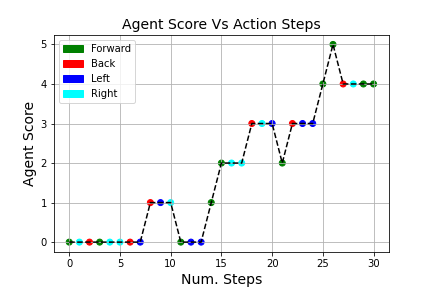 Agent Score Vs Action Steps
Forward
Back
Left
Right
Agent Score
5
4
3
2
1
0
0 5 10 15 20 25 30
Num. Steps